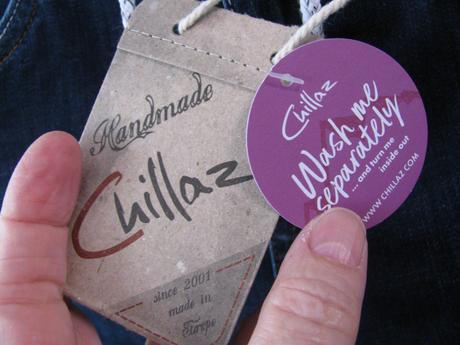 Handmade
Chillaz
since 2001
made in
Europe
Chillaz
Wash me
separately
... and turn me
inside out
WWW.CHILLAZ.COM